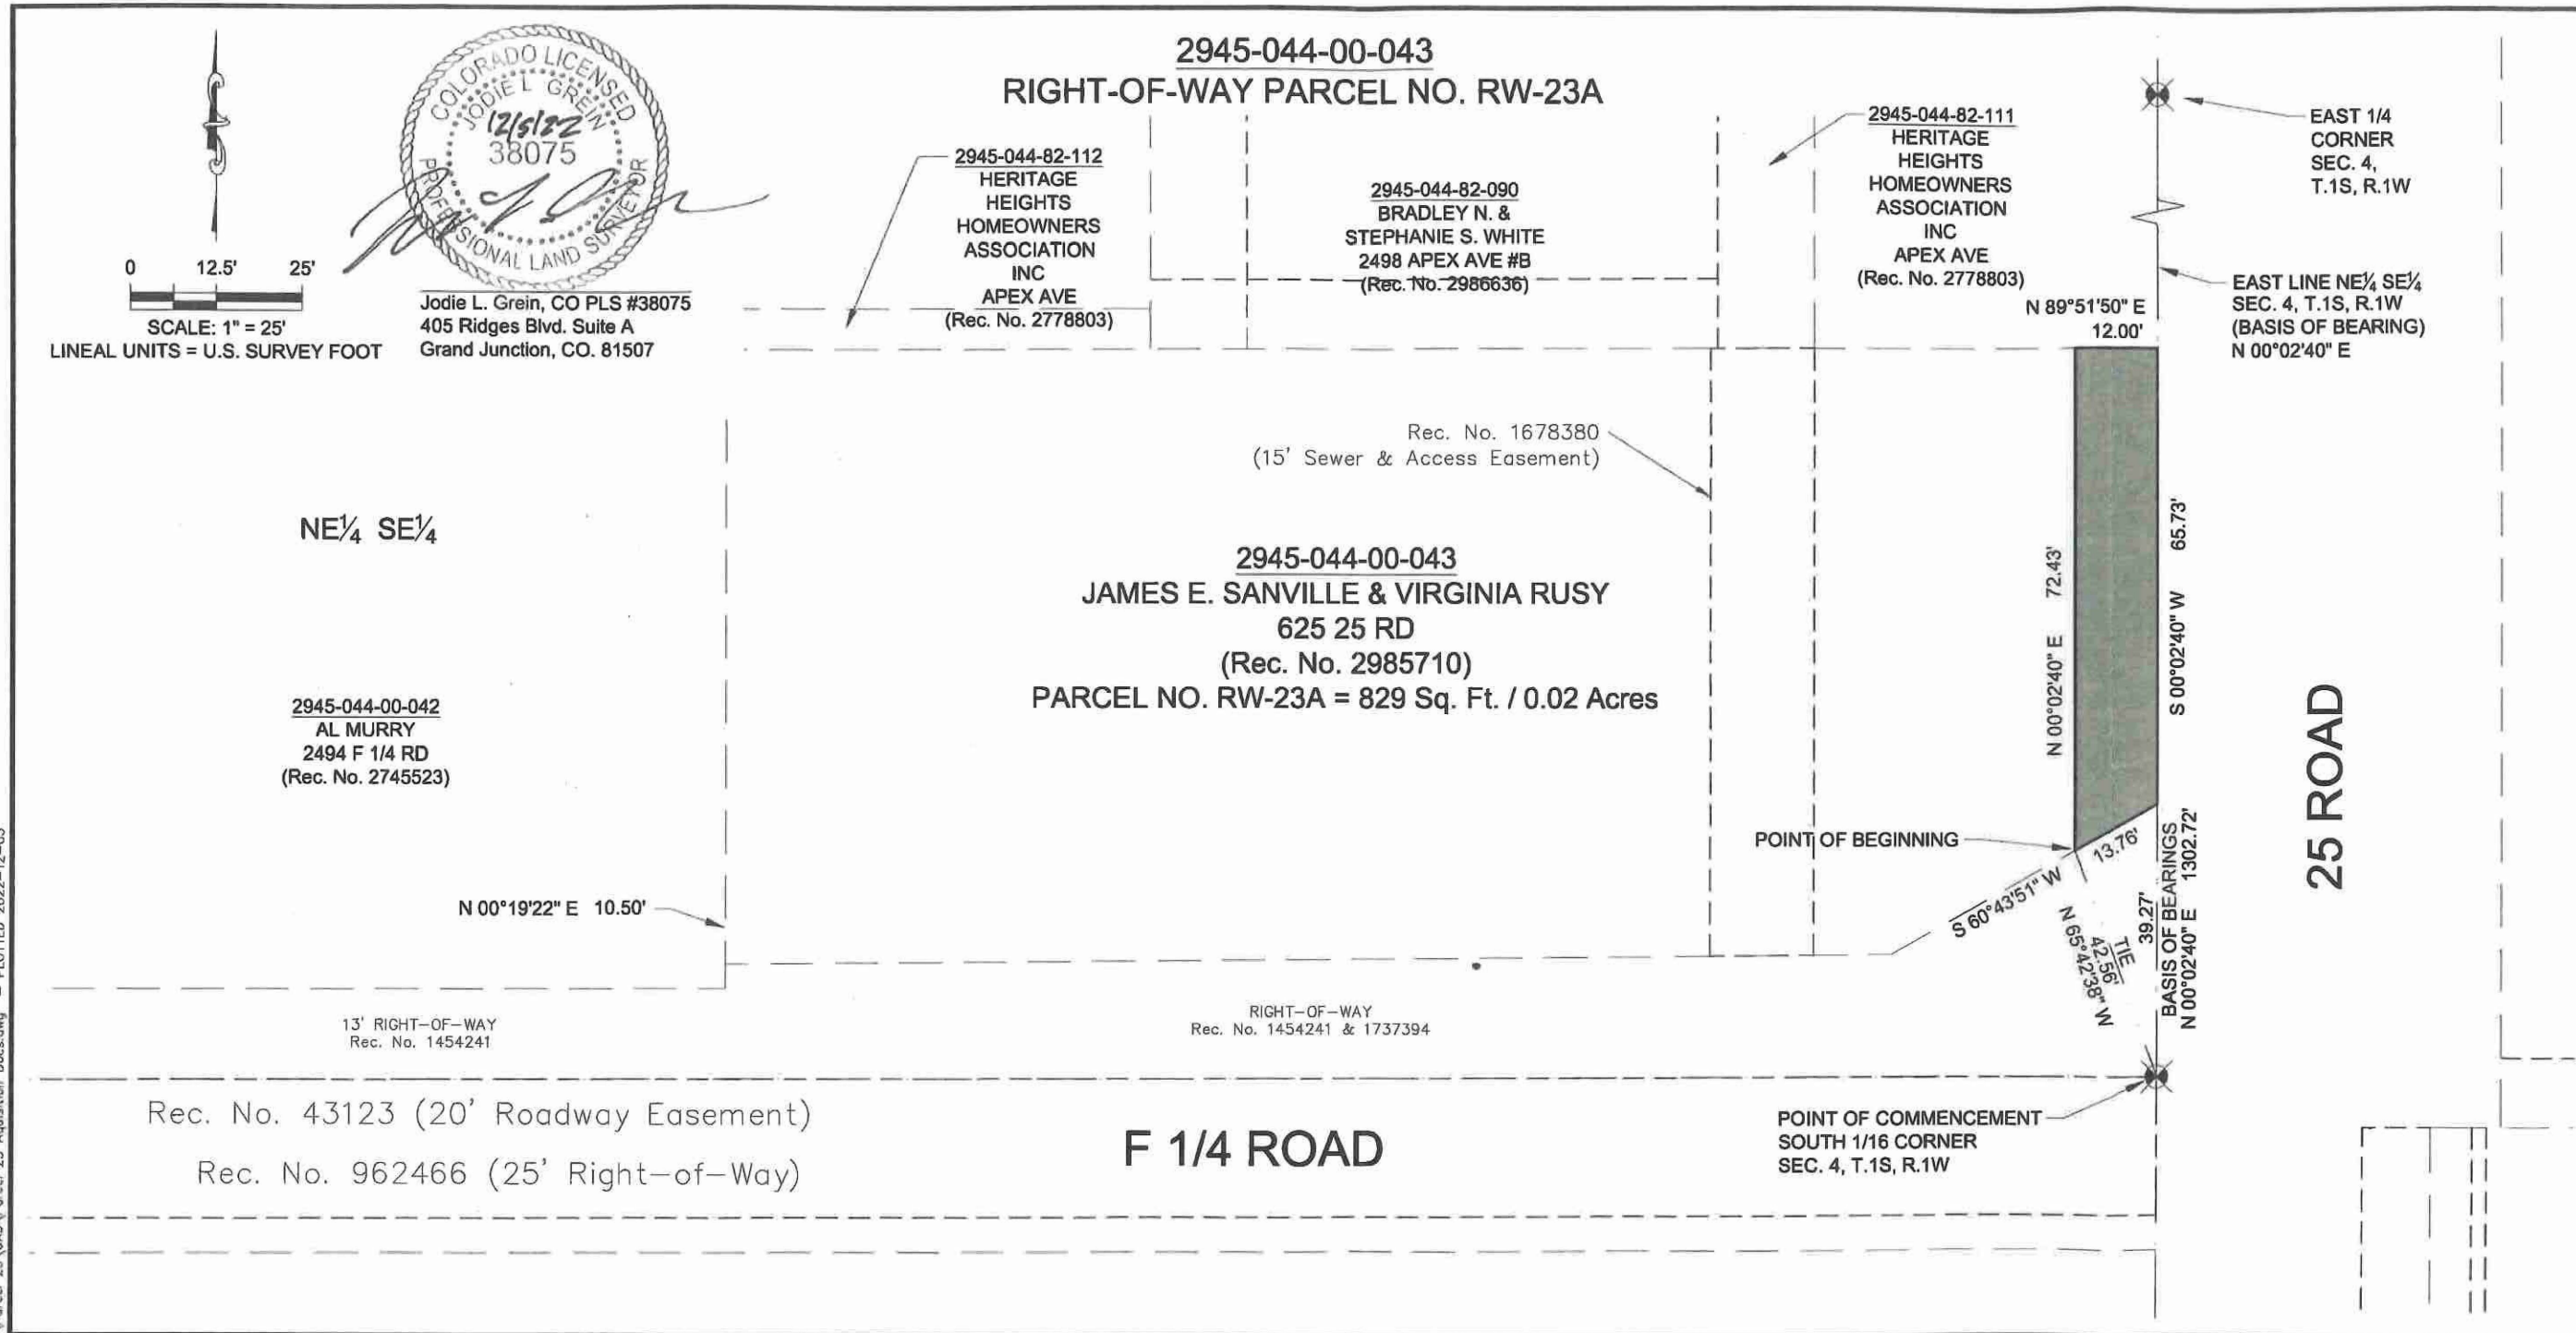 2945-044-00-043
RIGHT-OF-WAY PARCEL NO. RW-23A
COLORADO LICENSED
JODIE L GREIN
12/5/22
38075
PROFESSIONAL LAND SURVEYOR
0 12.5' 25'
SCALE: 1" = 25'
LINEAL UNITS = U.S. SURVEY FOOT
Jodie L. Grein, CO PLS #38075
405 Ridges Blvd. Suite A
Grand Junction, CO. 81507
2945-044-82-112
HERITAGE
HEIGHTS
HOMEOWNERS
ASSOCIATION
INC
APEX AVE
(Rec. No. 2778803)
2945-044-82-090
BRADLEY N. &
STEPHANIE S. WHITE
2498 APEX AVE #B
(Rec. No. 2986636)
2945-044-82-111
HERITAGE
HEIGHTS
HOMEOWNERS
ASSOCIATION
INC
APEX AVE
(Rec. No. 2778803)
EAST 1/4
CORNER
SEC. 4,
T.1S, R.1W
EAST LINE NE¼ SE¼
SEC. 4, T.1S, R.1W
(BASIS OF BEARING)
N 00°02'40" E
N 89°51'50" E
12.00'
Rec. No. 1678380
(15' Sewer & Access Easement)
NE¼ SE¼
2945-044-00-043
JAMES E. SANVILLE & VIRGINIA RUSY
625 25 RD
(Rec. No. 2985710)
PARCEL NO. RW-23A = 829 Sq. Ft. / 0.02 Acres
N 00°02'40" E 72.43'
S 00°02'40" W 65.73'
25 ROAD
2945-044-00-042
AL MURRY
2494 F 1/4 RD
(Rec. No. 2745523)
POINT OF BEGINNING
13.76'
S 60°43'51" W
N 00°19'22" E 10.50'
TIE
42.56'
N 65°42'38" W
39.27'
BASIS OF BEARINGS
N 00°02'40" E 1302.72'
13' RIGHT-OF-WAY
Rec. No. 1454241
RIGHT-OF-WAY
Rec. No. 1454241 & 1737394
Rec. No. 43123 (20' Roadway Easement)
Rec. No. 962466 (25' Right-of-Way)
F 1/4 ROAD
POINT OF COMMENCEMENT
SOUTH 1/16 CORNER
SEC. 4, T.1S, R.1W